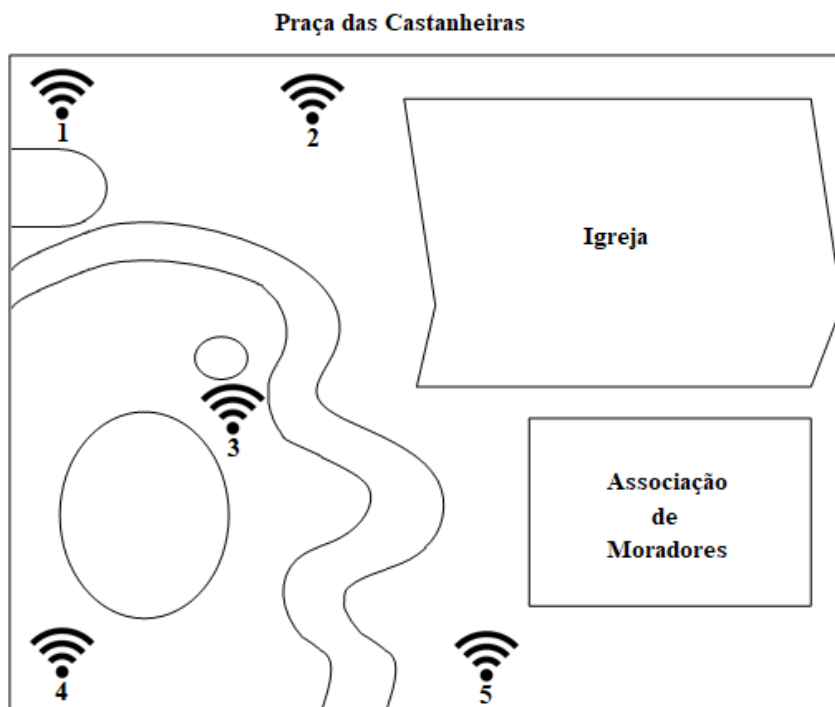 Praça das Castanheiras
1
2
Igreja
3
Associação
de
Moradores
4
5